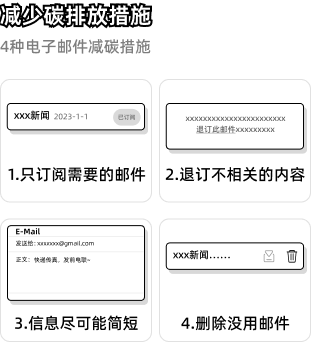 减少碳排放措施
4种电子邮件减碳措施
xxx新闻 2023-1-1 已订阅
xxxxxxxxxxxxxxxxxxxxxxxx
退订此邮件xxxxxxxxx
1.只订阅需要的邮件
2.退订不相关的内容
E-Mail
发送给: xxxxxxx@gmail.com
正文: 快递传真，发前电联~
xxx新闻......
3.信息尽可能简短
4.删除没用邮件